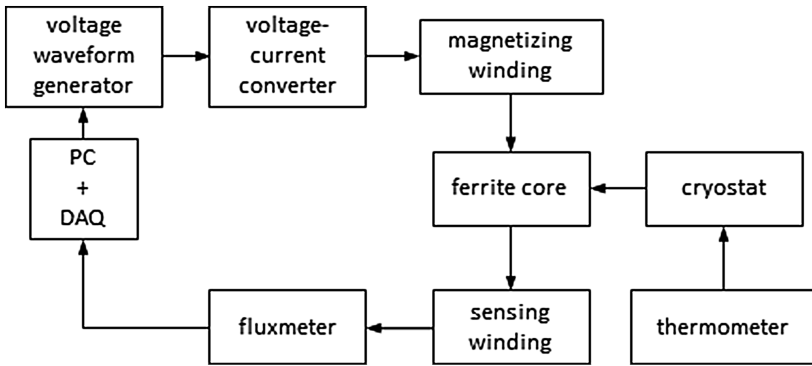 voltage
waveform
generator
voltage-
current
converter
magnetizing
winding
PC
+
DAQ
ferrite core
cryostat
fluxmeter
sensing
winding
thermometer